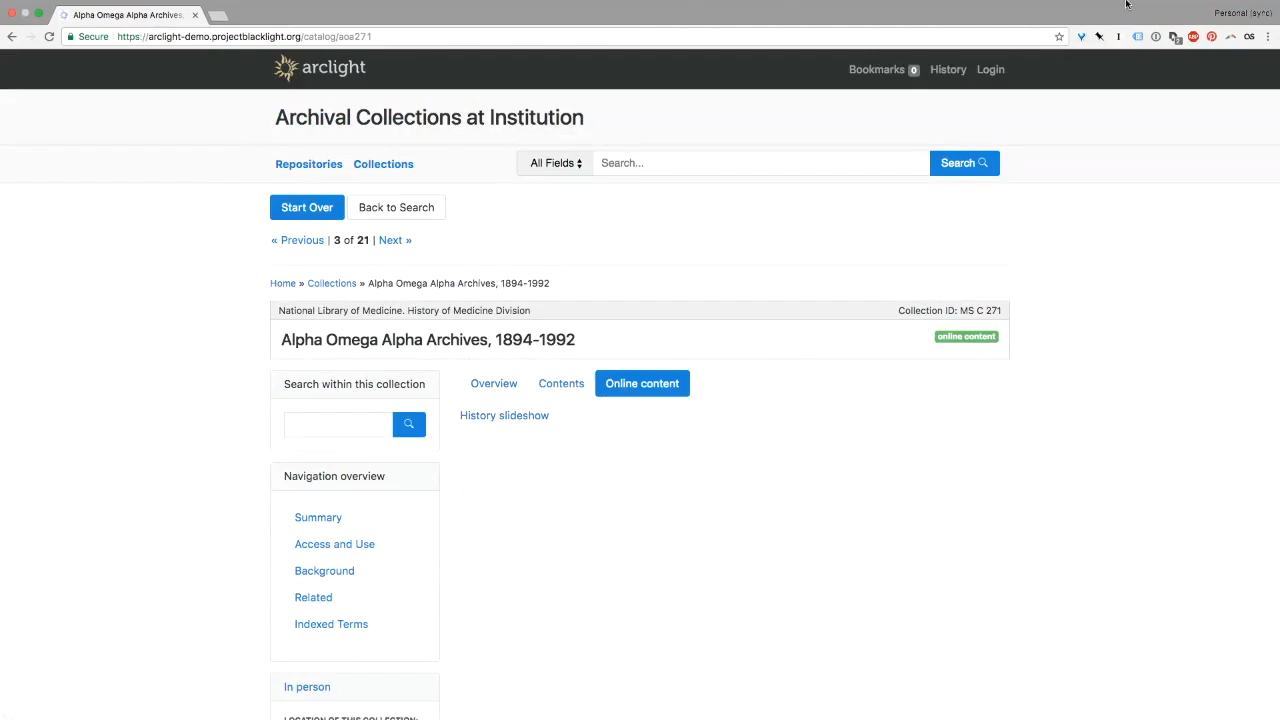 Alpha Omega Alpha Archives,
Personal (sync)
Secure https://arclight-demo.projectblacklight.org/catalog/aoa271
arclight
Bookmarks 0 History Login
Archival Collections at Institution
Repositories Collections All Fields Search... Search
Start Over Back to Search
« Previous | 3 of 21 | Next »
Home » Collections » Alpha Omega Alpha Archives, 1894-1992
National Library of Medicine. History of Medicine Division Collection ID: MS C 271
Alpha Omega Alpha Archives, 1894-1992 online content
Search within this collection Overview Contents Online content
History slideshow
Navigation overview
Summary
Access and Use
Background
Related
Indexed Terms
In person
LOCATION OF THIS COLLECTION: